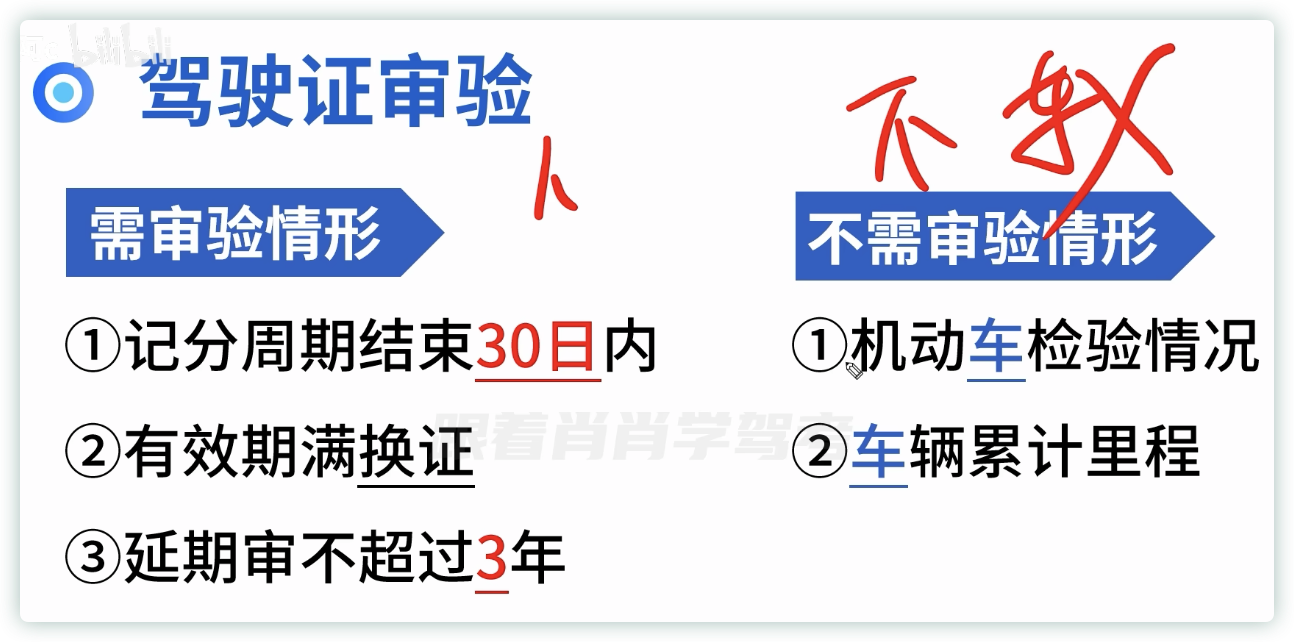 bilibili
驾驶证审验
不
需审验情形
不需审验情形
①记分周期结束30日内
①机动车检验情况
跟着肖肖学驾考
②有效期满换证
②车辆累计里程
③延期审不超过3年